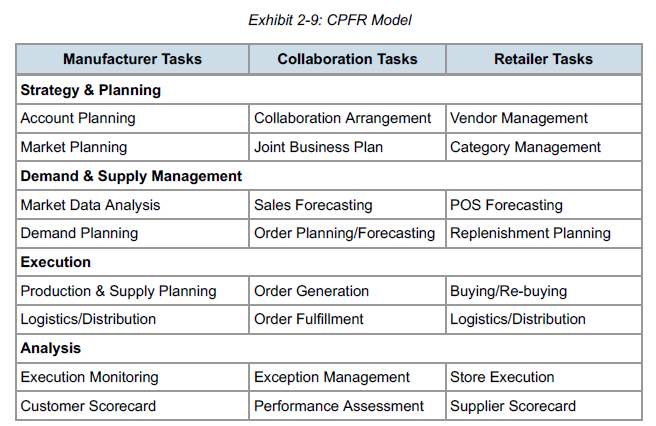 Exhibit 2-9: CPFR Model
Manufacturer Tasks Collaboration Tasks Retailer Tasks
Strategy & Planning
Account Planning Collaboration Arrangement Vendor Management
Market Planning Joint Business Plan Category Management
Demand & Supply Management
Market Data Analysis Sales Forecasting POS Forecasting
Demand Planning Order Planning/Forecasting Replenishment Planning
Execution
Production & Supply Planning Order Generation Buying/Re-buying
Logistics/Distribution Order Fulfillment Logistics/Distribution
Analysis
Execution Monitoring Exception Management Store Execution
Customer Scorecard Performance Assessment Supplier Scorecard